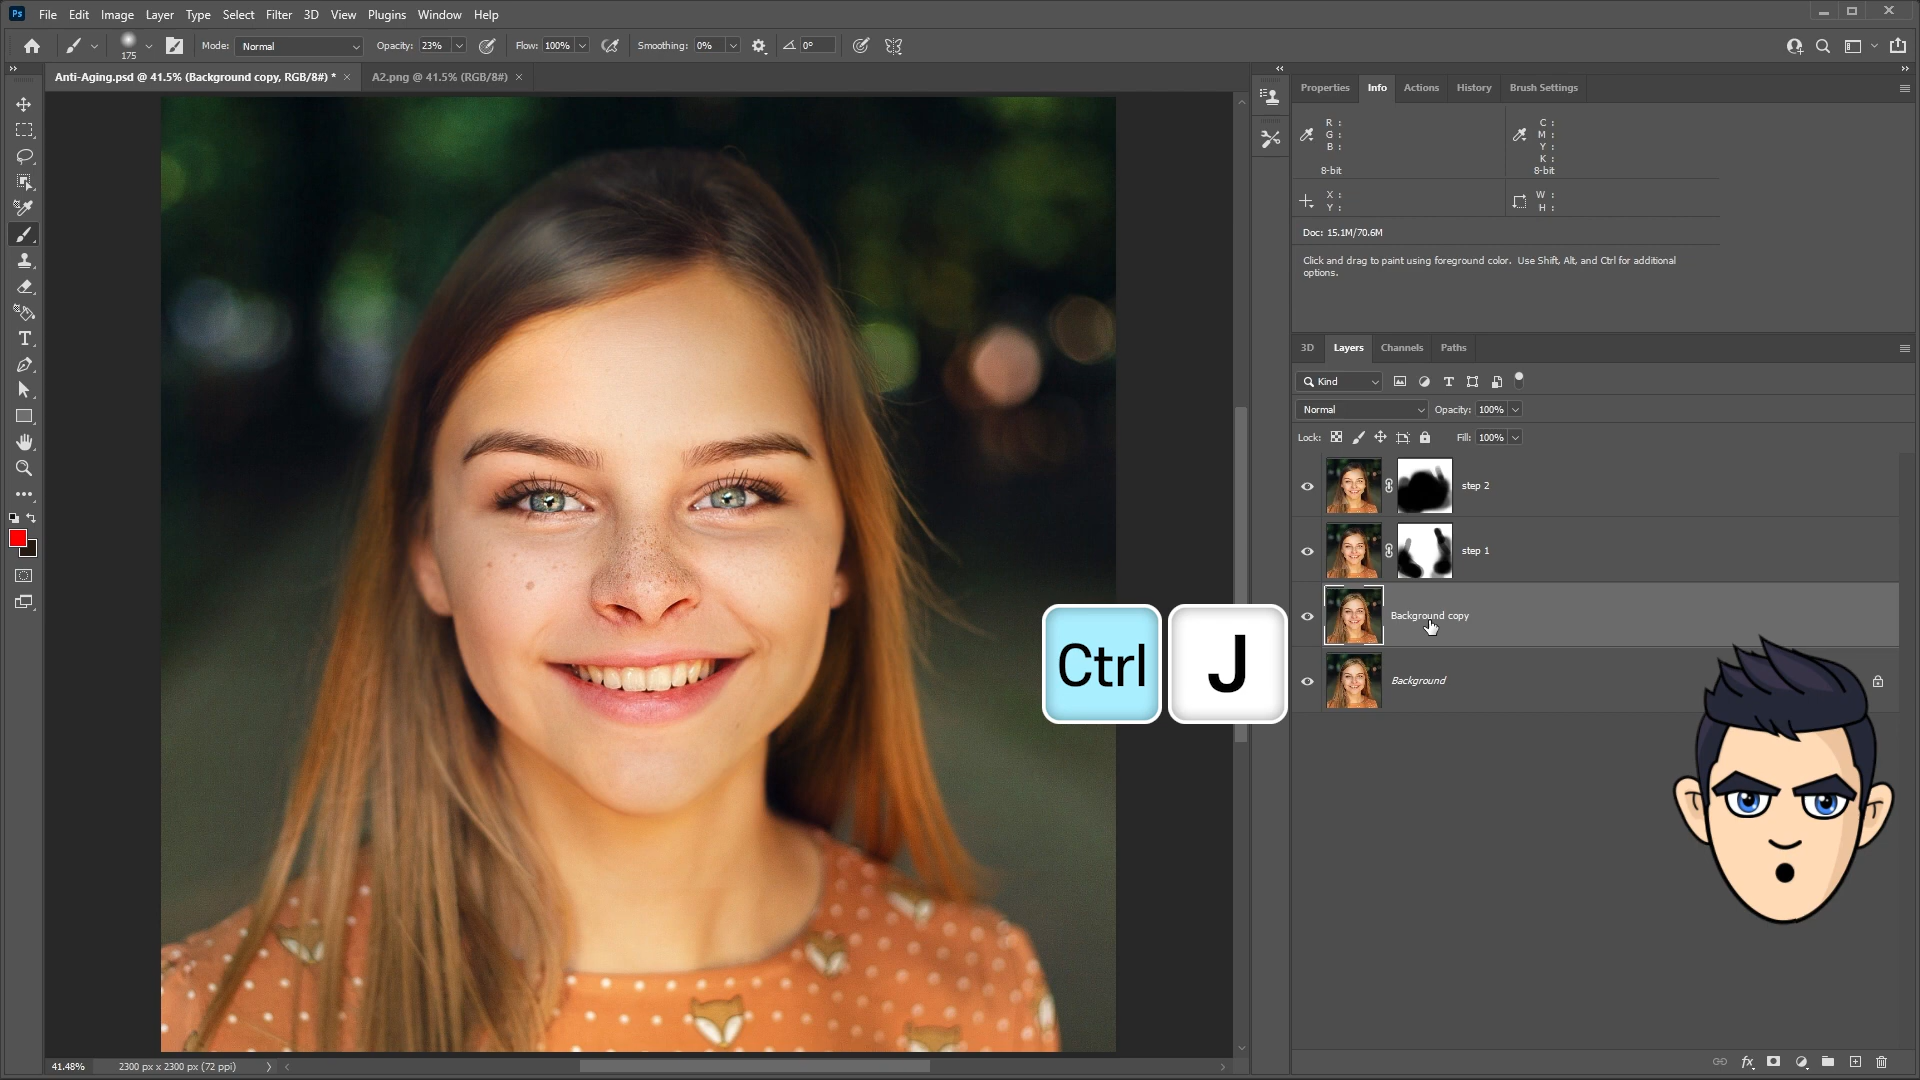 Ps File Edit Image Layer Type Select Filter 3D View Plugins Window Help
175 Mode: Normal Opacity: 23% Flow: 100% Smoothing: 0% 0°
Anti-Aging.psd @ 41.5% (Background copy, RGB/8#) * × A2.png @ 41.5% (RGB/8#) ×
Properties Info Actions History Brush Settings
R :
G :
B :
8-bit
C :
M :
Y :
K :
8-bit
X :
Y :
W :
H :
Doc: 15.1M/70.6M
Click and drag to paint using foreground color. Use Shift, Alt, and Ctrl for additional
options.
3D Layers Channels Paths
Kind
Normal Opacity: 100%
Lock: Fill: 100%
step 2
step 1
Background copy
Background
Ctrl J
41.48% 2300 px x 2300 px (72 ppi)